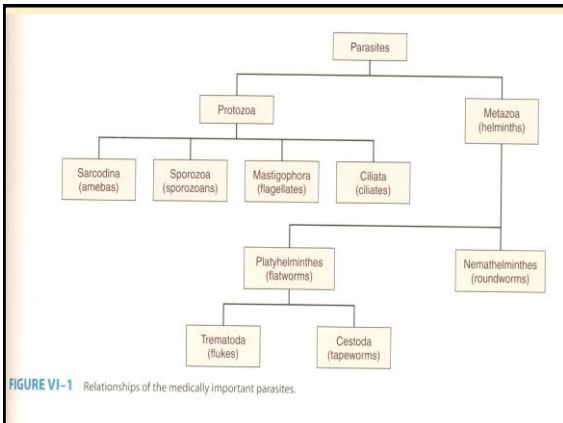 Parasites
Protozoa
Metazoa
(helminths)
Sarcodina
(amebas)
Sporozoa
(sporozoans)
Mastigophora
(flagellates)
Ciliata
(ciliates)
Platyhelminthes
(flatworms)
Nemathelminthes
(roundworms)
Trematoda
(flukes)
Cestoda
(tapeworms)
FIGURE VI–1 Relationships of the medically important parasites.